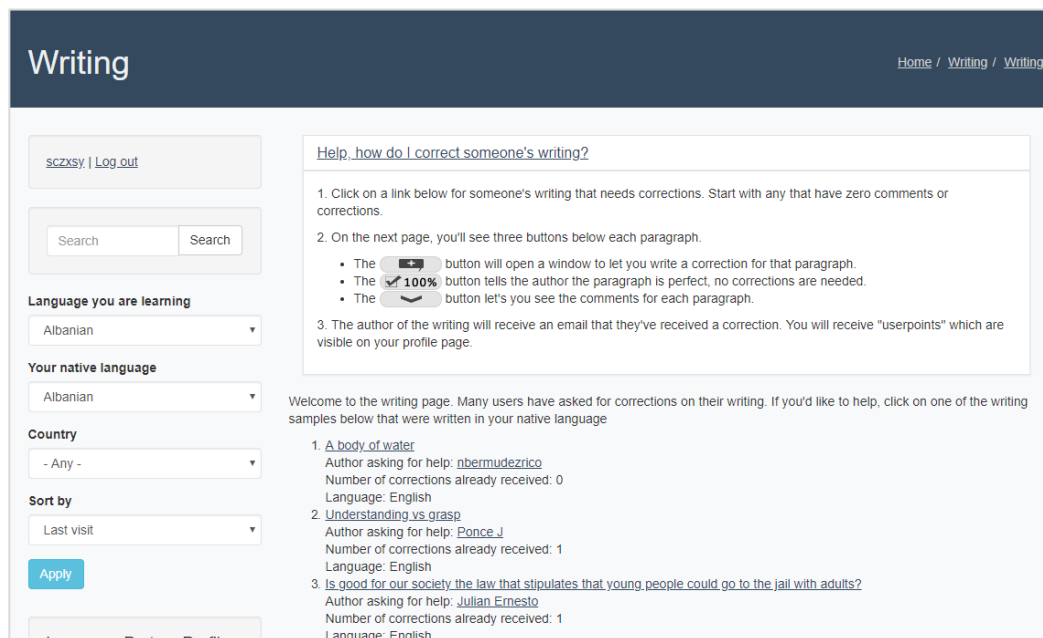 Writing
Home / Writing / Writing
sczxsy | Log out
Search Search
Language you are learning
Albanian
Your native language
Albanian
Country
- Any -
Sort by
Last visit
Apply
Help, how do I correct someone's writing?
1. Click on a link below for someone's writing that needs corrections. Start with any that have zero comments or
corrections.
2. On the next page, you'll see three buttons below each paragraph.
• The button will open a window to let you write a correction for that paragraph.
• The 100% button tells the author the paragraph is perfect, no corrections are needed.
• The button let's you see the comments for each paragraph.
3. The author of the writing will receive an email that they've received a correction. You will receive "userpoints" which are
visible on your profile page.
Welcome to the writing page. Many users have asked for corrections on their writing. If you'd like to help, click on one of the writing
samples below that were written in your native language
1. A body of water
Author asking for help: nbermudezrico
Number of corrections already received: 0
Language: English
2. Understanding vs grasp
Author asking for help: Ponce J
Number of corrections already received: 1
Language: English
3. Is good for our society the law that stipulates that young people could go to the jail with adults?
Author asking for help: Julian Ernesto
Number of corrections already received: 1
Language: English